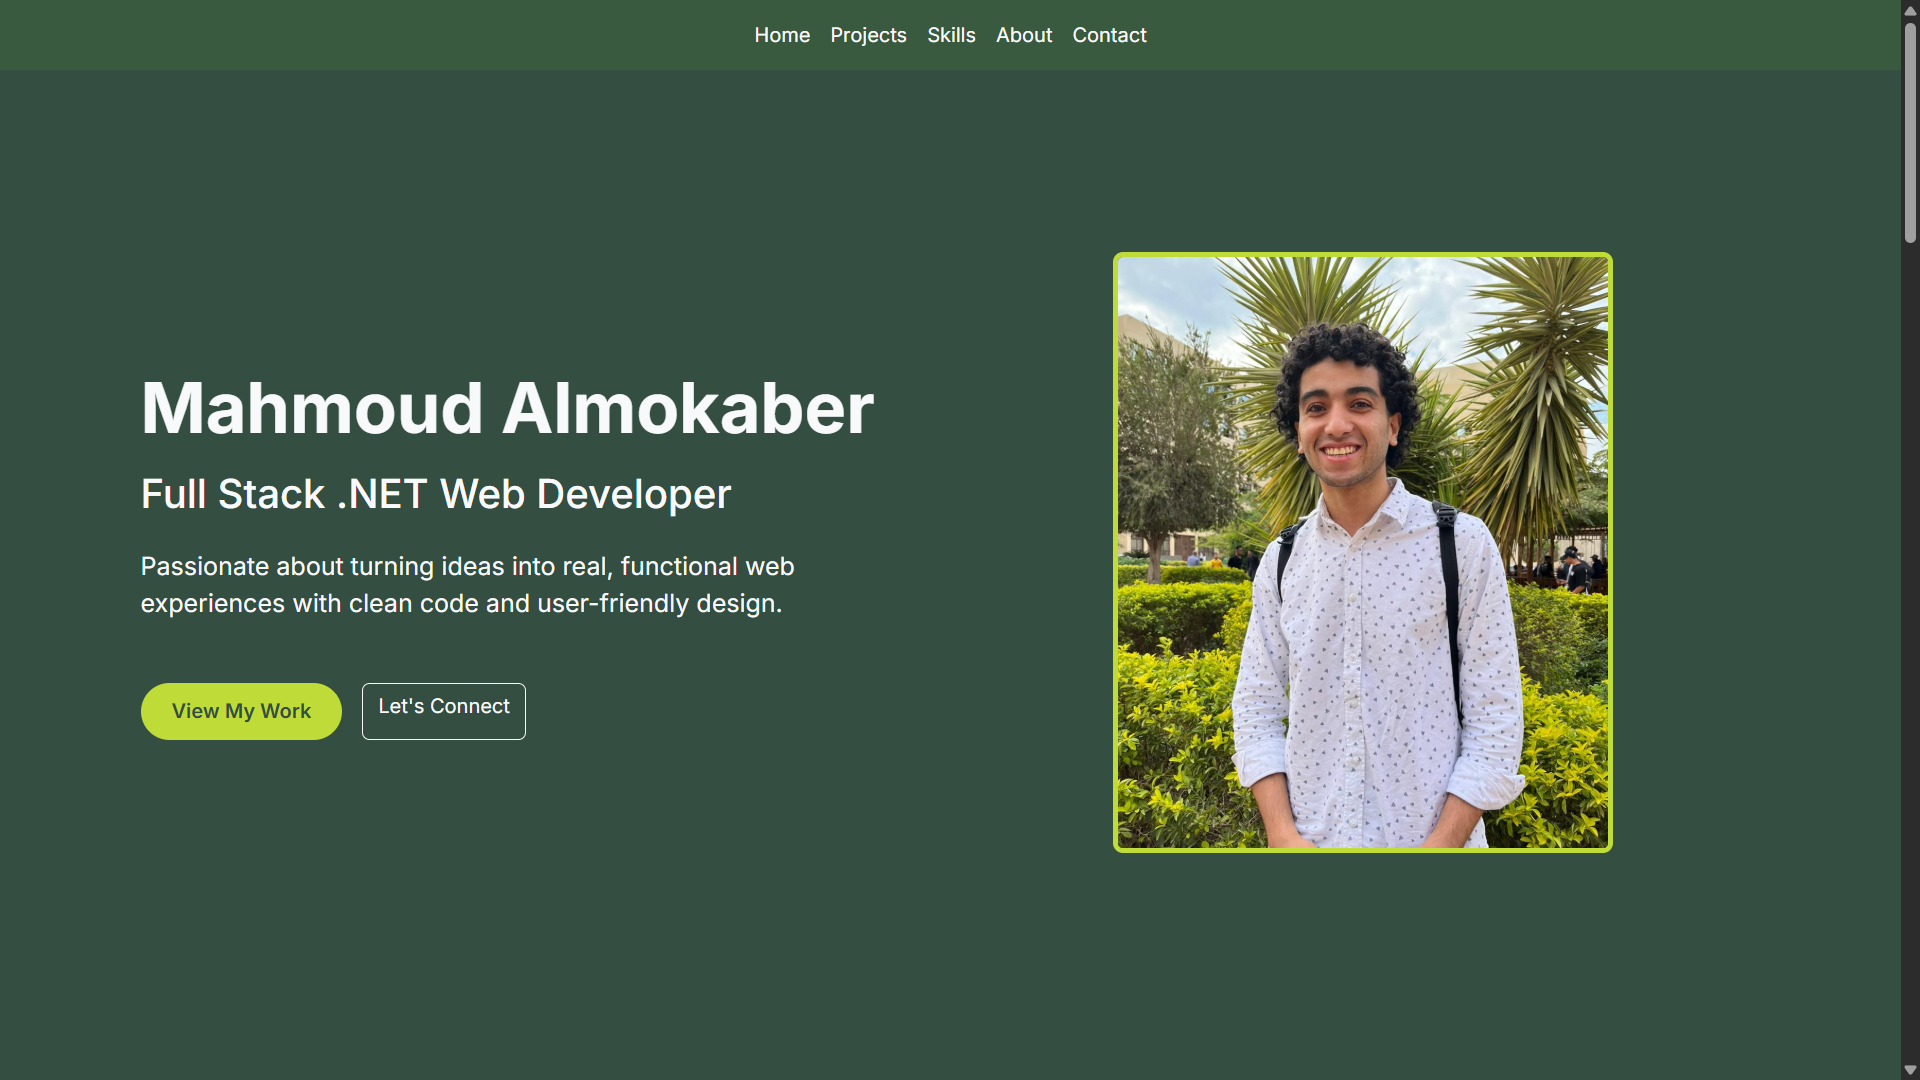 Home Projects Skills About Contact
Mahmoud Almokaber
Full Stack .NET Web Developer
Passionate about turning ideas into real, functional web
experiences with clean code and user-friendly design.
View My Work Let's Connect